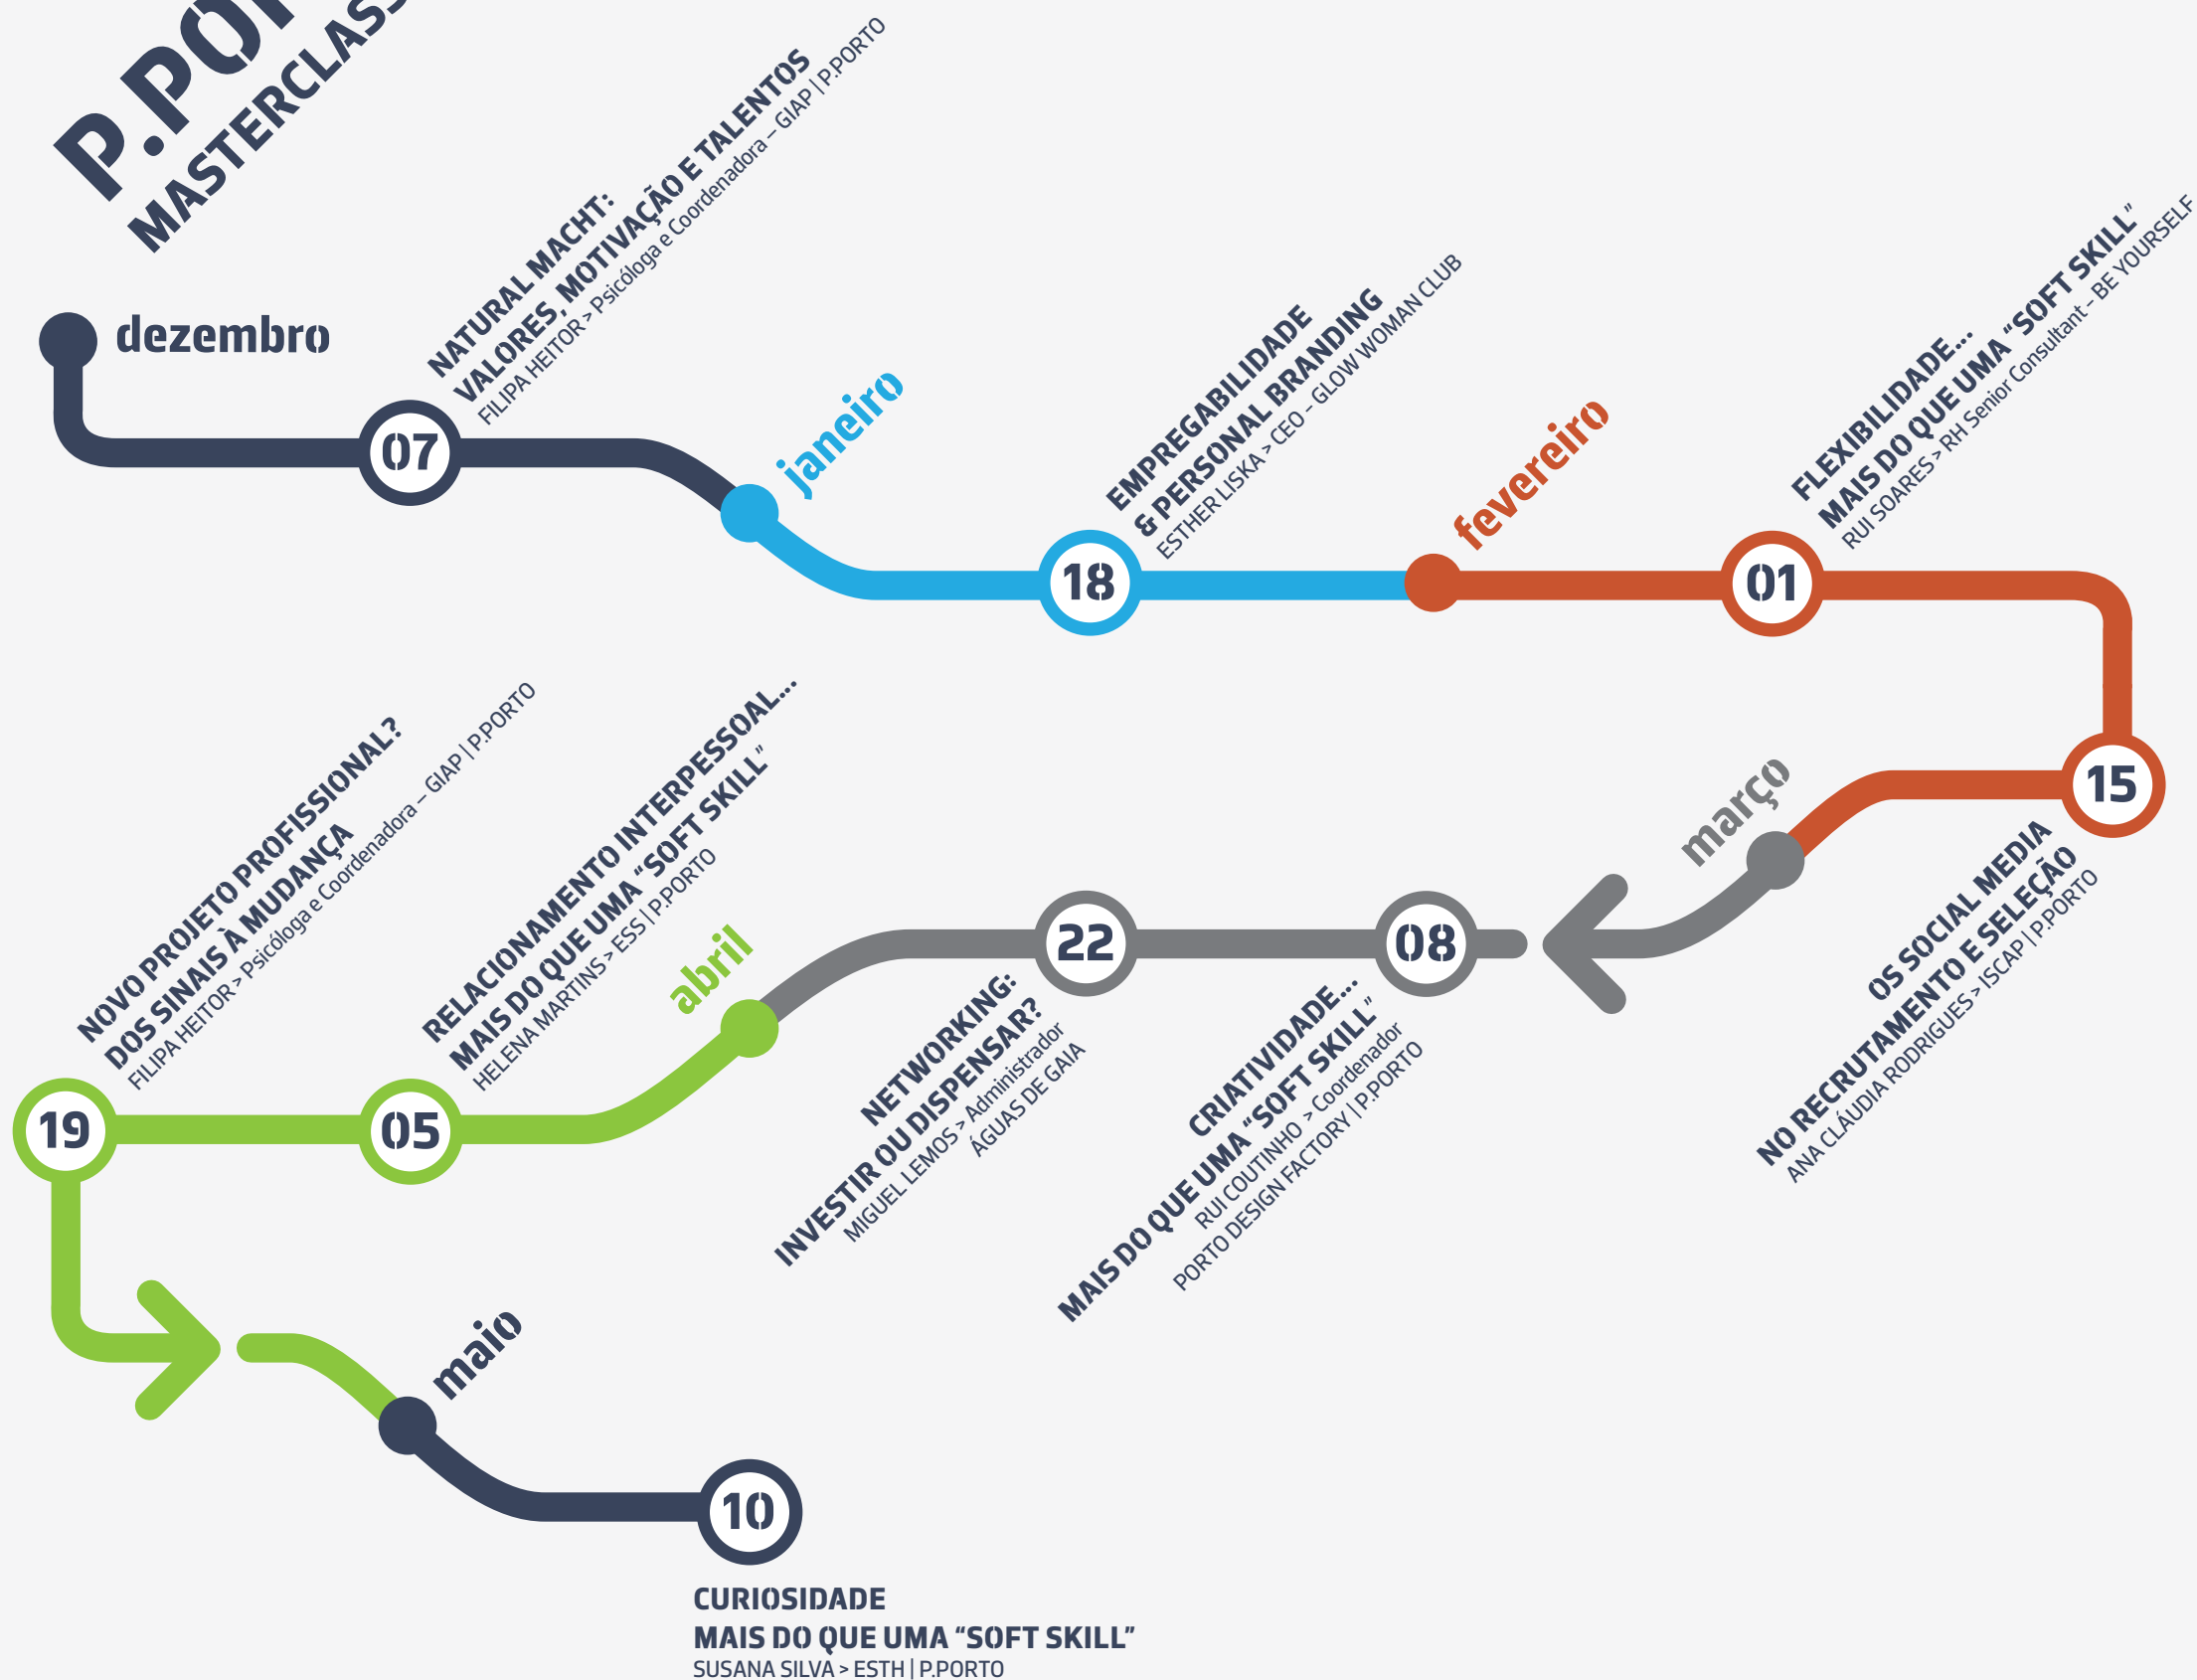 MASTERCLASS
dezembro
07
NATURAL MACHT:
VALORES, MOTIVAÇÃO E TALENTOS
FILIPA HEITOR > Psicóloga e Coordenadora – GIAP | P.PORTO
janeiro
18
EMPREGABILIDADE
& PERSONAL BRANDING
ESTHER LISKA > CEO - GLOW WOMAN CLUB
fevereiro
01
FLEXIBILIDADE...
MAIS DO QUE UMA “SOFT SKILL”
RUI SOARES > RH Senior Consultant - BE YOURSELF
15
OS SOCIAL MEDIA
NO RECRUTAMENTO E SELEÇÃO
ANA CLÁUDIA RODRIGUES > ISCAP | P.PORTO
março
08
CRIATIVIDADE...
MAIS DO QUE UMA “SOFT SKILL”
RUI COUTINHO > Coordenador
PORTO DESIGN FACTORY | P.PORTO
22
NETWORKING:
INVESTIR OU DISPENSAR?
MIGUEL LEMOS > Administrador
ÁGUAS DE GAIA
abril
05
RELACIONAMENTO INTERPESSOAL...
MAIS DO QUE UMA “SOFT SKILL”
HELENA MARTINS > ESS | P.PORTO
19
NOVO PROJETO PROFISSIONAL?
DOS SINAIS À MUDANÇA
FILIPA HEITOR > Psicóloga e Coordenadora – GIAP | P.PORTO
maio
10
CURIOSIDADE
MAIS DO QUE UMA “SOFT SKILL”
SUSANA SILVA > ESTH | P.PORTO